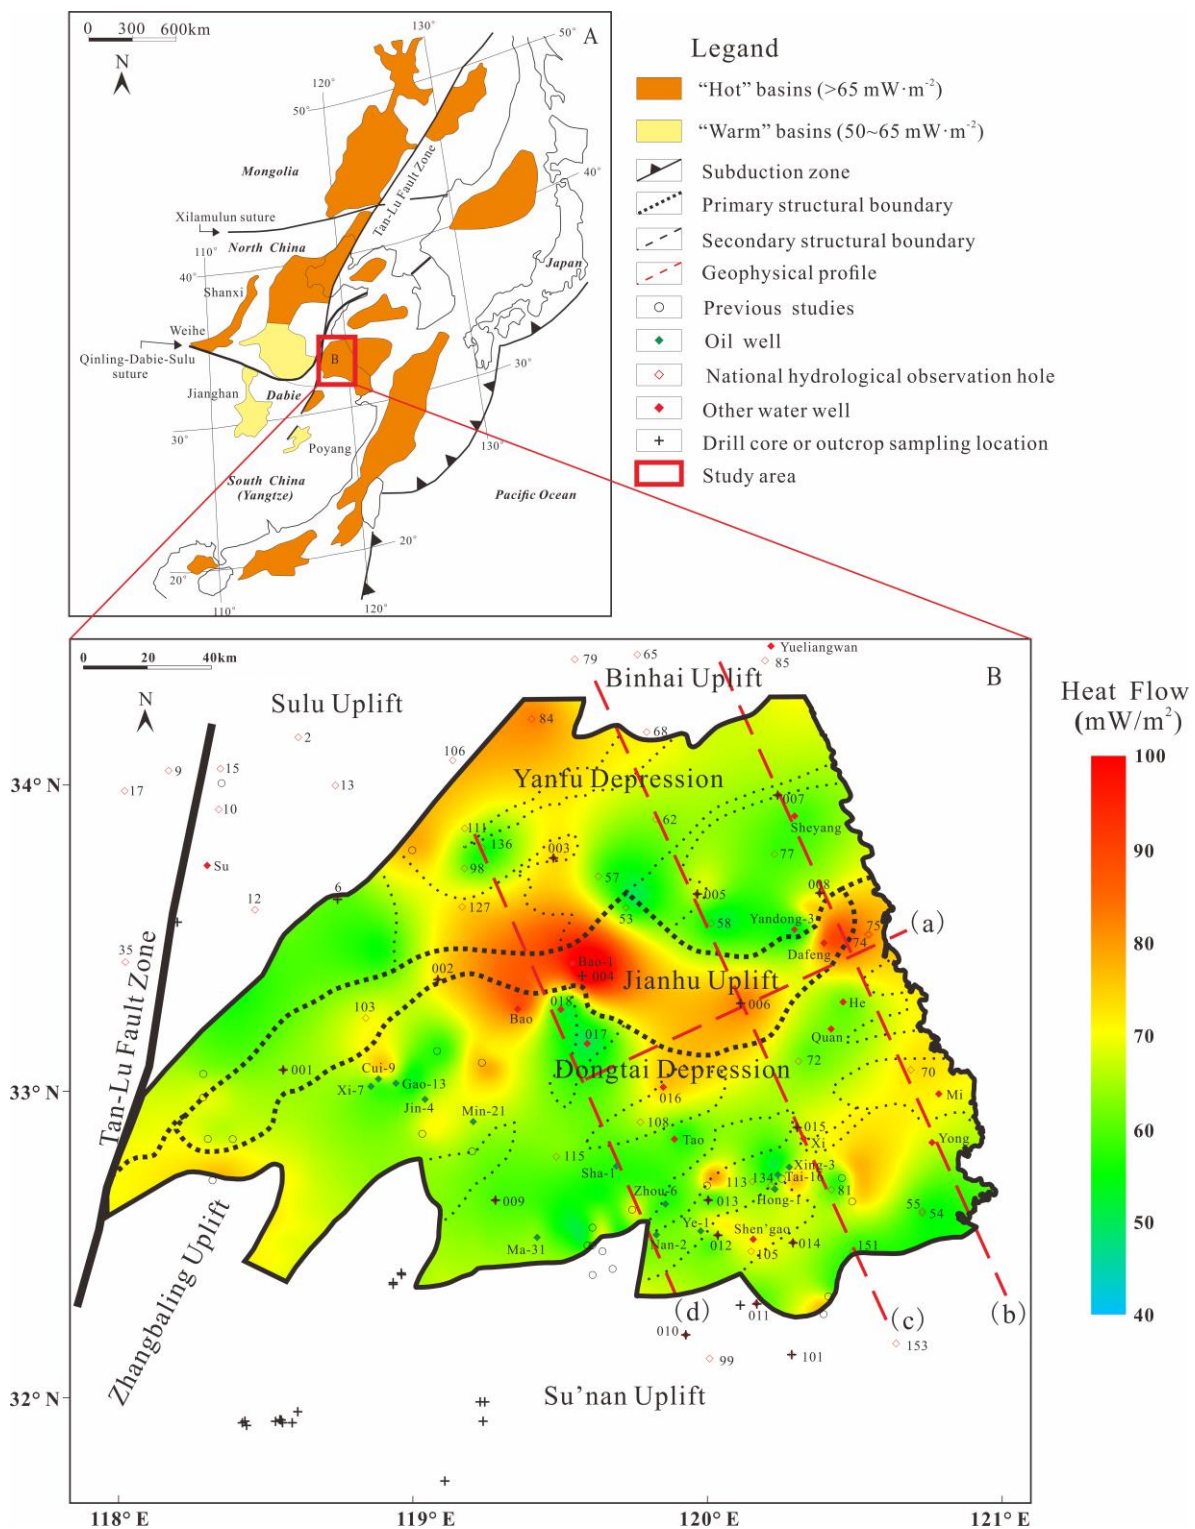 0 300 600km
N
A
130°
50°
120°
50°
40°
Mongolia
Tan-Lu Fault Zone
Xilamulun suture
North China
110°
40°
Japan
Shanxi
Weihe
Qinling-Dabie-Sulu
suture
B
30°
Jianghan
Dabie
30°
130°
Poyang
South China
(Yangtze)
Pacific Ocean
20°
20°
110°
120°
Legand
“Hot” basins (>65 mW·m-2)
“Warm” basins (50~65 mW·m-2)
Subduction zone
Primary structural boundary
Secondary structural boundary
Geophysical profile
Previous studies
Oil well
National hydrological observation hole
Other water well
Drill core or outcrop sampling location
Study area
0 20 40km
N
B
79
65
Yueliangwan
85
Binhai Uplift
Sulu Uplift
84
68
2
106
9
15
13
17
10
34° N
Yanfu Depression
007
Sheyang
62
111
136
003
77
98
57
Su
6
12
127
53
005
008
58
Yandong-3
75
74
Dafeng
(a)
35
Bao-1
004
002
Jianhu Uplift
006
He
018
Bao
103
017
Quan
Tan-Lu Fault Zone
72
70
001
Cui-9
Xi-7
Gao-13
Dongtai Depression
33° N
016
Mi
Jin-4
Min-21
108
015
Tao
Xi
Yong
115
Sha-1
Xing-3
134
Tai-16
113
Zhou-6
Hong-1
81
009
013
55
54
Ye-1
Shen’gao
Ma-31
Nan-2
012
014
105
151
Zhangbaling Uplift
(d)
011
(c)
(b)
010
99
101
153
32° N
Su’nan Uplift
118° E
119° E
120° E
121° E
Heat Flow
(mW/m2)
100
90
80
70
60
50
40